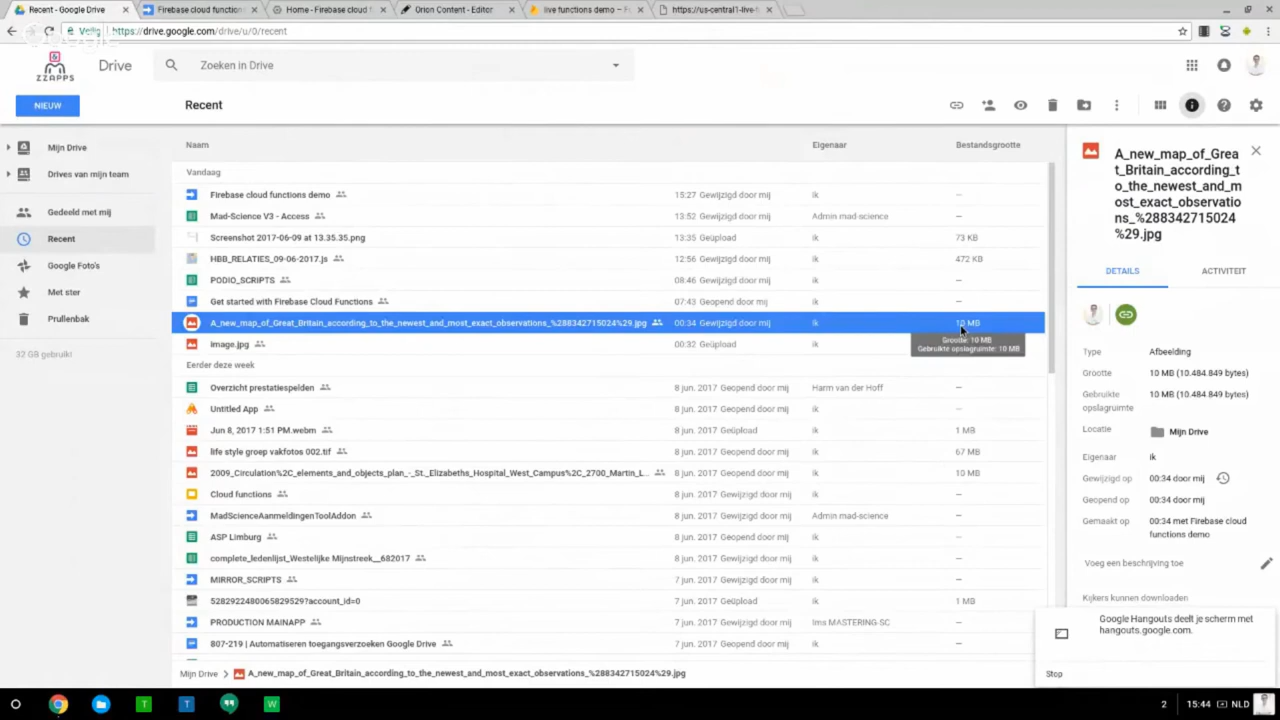 Recent - Google Drive
Firebase cloud function
Home - Firebase cloud f
Orion Content - Editor
live functions demo – F
https://us-central1-live-f
Veilig
https://drive.google.com/drive/u/0/recent
ZZAPPS
Drive
Zoeken in Drive
NIEUW
Recent
Mijn Drive
Drives van mijn team
Gedeeld met mij
Recent
Google Foto's
Met ster
Prullenbak
32 GB gebruikt
Naam Eigenaar Bestandsgrootte
Vandaag
Firebase cloud functions demo 15:27 Gewijzigd door mij ik –
Mad-Science V3 - Access 13:52 Gewijzigd door mij Admin mad-science –
Screenshot 2017-06-09 at 13.35.35.png 13:35 Geüpload ik 73 KB
HBB_RELATIES_09-06-2017.js 12:56 Gewijzigd door mij ik 472 KB
PODIO_SCRIPTS 08:46 Gewijzigd door mij ik –
Get started with Firebase Cloud Functions 07:43 Geopend door mij ik –
A_new_map_of_Great_Britain_according_to_the_newest_and_most_exact_observations_%288342715024%29.jpg 00:34 Gewijzigd door mij ik 10 MB
Grootte: 10 MB
Gebruikte opslagruimte: 10 MB
image.jpg 00:32 Geüpload ik
Eerder deze week
Overzicht prestatiespelden 8 jun. 2017 Geopend door mij Harm van der Hoff –
Untitled App 8 jun. 2017 Gewijzigd door mij ik –
Jun 8, 2017 1:51 PM.webm 8 jun. 2017 Geüpload ik 1 MB
life style groep vakfotos 002.tif 8 jun. 2017 Geopend door mij ik 67 MB
2009_Circulation%2C_elements_and_objects_plan_-_St._Elizabeths_Hospital_West_Campus%2C_2700_Martin_L... 8 jun. 2017 Gewijzigd door mij ik 10 MB
Cloud functions 8 jun. 2017 Gewijzigd door mij ik –
MadScienceAanmeldingenToolAddon 8 jun. 2017 Gewijzigd door mij Admin mad-science –
ASP Limburg 8 jun. 2017 Geopend door mij ik –
complete_ledenlijst_Westelijke Mijnstreek__682017 8 jun. 2017 Gewijzigd door mij ik –
MIRROR_SCRIPTS 7 jun. 2017 Gewijzigd door mij ik –
5282922480065829529?account_id=0 7 jun. 2017 Geüpload ik 1 MB
PRODUCTION MAINAPP 7 jun. 2017 Gewijzigd door mij lms MASTERING-SC –
807-219 | Automatiseren toegangsverzoeken Google Drive 7 jun. 2017 Gewijzigd door mij ik –
Mijn Drive > A_new_map_of_Great_Britain_according_to_the_newest_and_most_exact_observations_%288342715024%29.jpg
A_new_map_of_Grea
t_Britain_according_t
o_the_newest_and_m
ost_exact_observatio
ns_%288342715024
%29.jpg
DETAILS ACTIVITEIT
Type Afbeelding
Grootte 10 MB (10.484.849 bytes)
Gebruikte 10 MB (10.484.849 bytes)
opslagruimte
Locatie Mijn Drive
Eigenaar ik
Gewijzigd op 00:34 door mij
Geopend op 00:34 door mij
Gemaakt op 00:34 met Firebase cloud
functions demo
Voeg een beschrijving toe
Kijkers kunnen downloaden
Google Hangouts deelt je scherm met
hangouts.google.com.
Stop
2 15:44 NLD